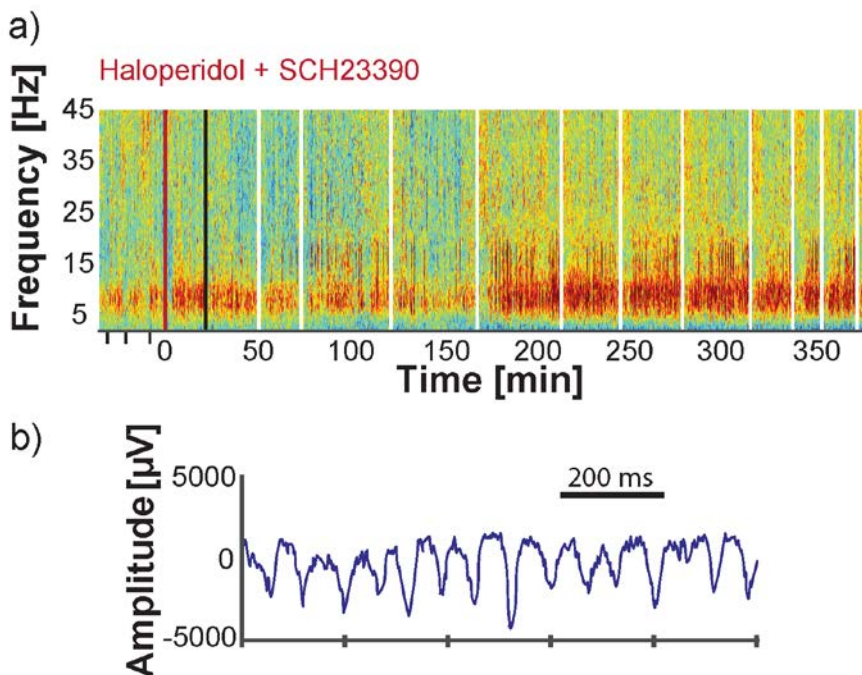 a)
Haloperidol + SCH23390
Frequency [Hz]
45
35
25
15
5
0 50 100 150 200 250 300 350
Time [min]
b)
Amplitude [µV]
5000
0
-5000
200 ms